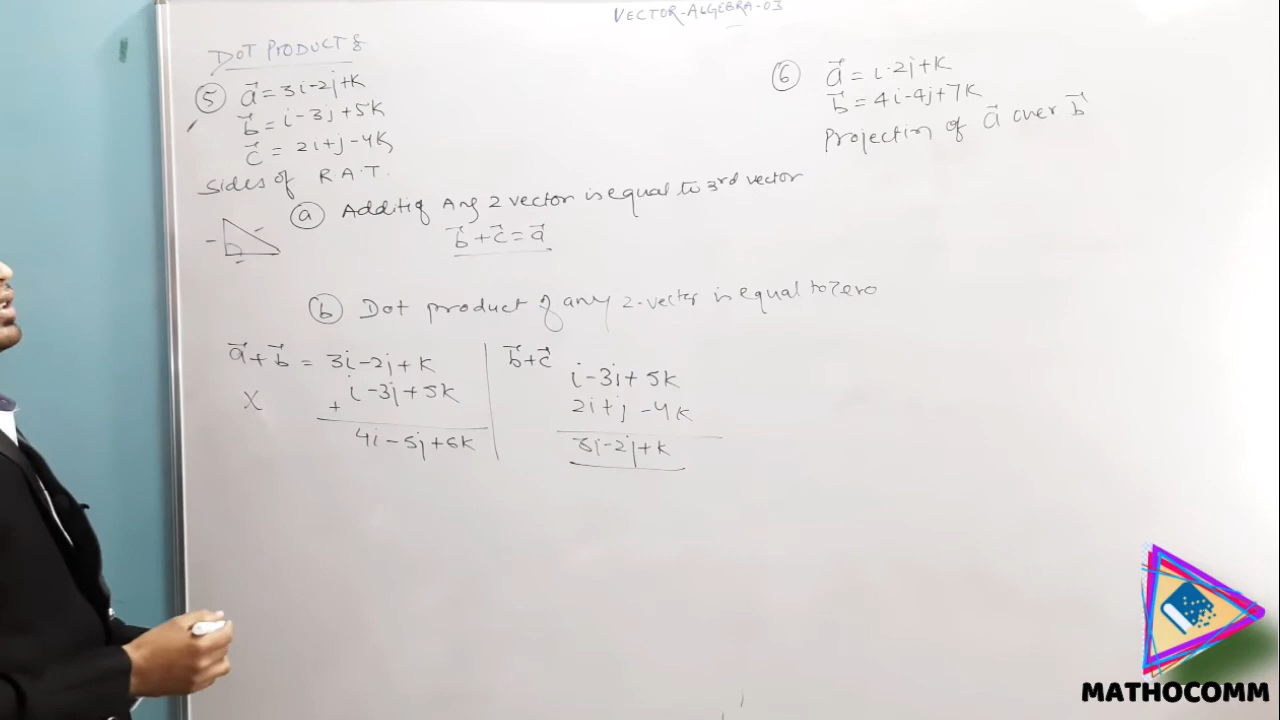 VECTOR-ALGEBRA-03
DOT PRODUCT
5 a⃗ = 3i-2j+k
b⃗ = i-3j+5k
c⃗ = 2i+j-4k
Sides of R.A.T.
a Additiof Any 2 vector is equal to 3rd vector
b⃗+c⃗=a⃗
b Dot product of any 2-vector is equal to zero
a⃗+b⃗ = 3i-2j+k
X + i-3j+5k
4i-5j+6k
b⃗+c⃗
i-3j+5k
2i+j-4k
3i-2j+k
6 a⃗ = i-2j+k
b⃗ = 4i-4j+7k
Projection of a⃗ over b⃗
MATHOCOMM